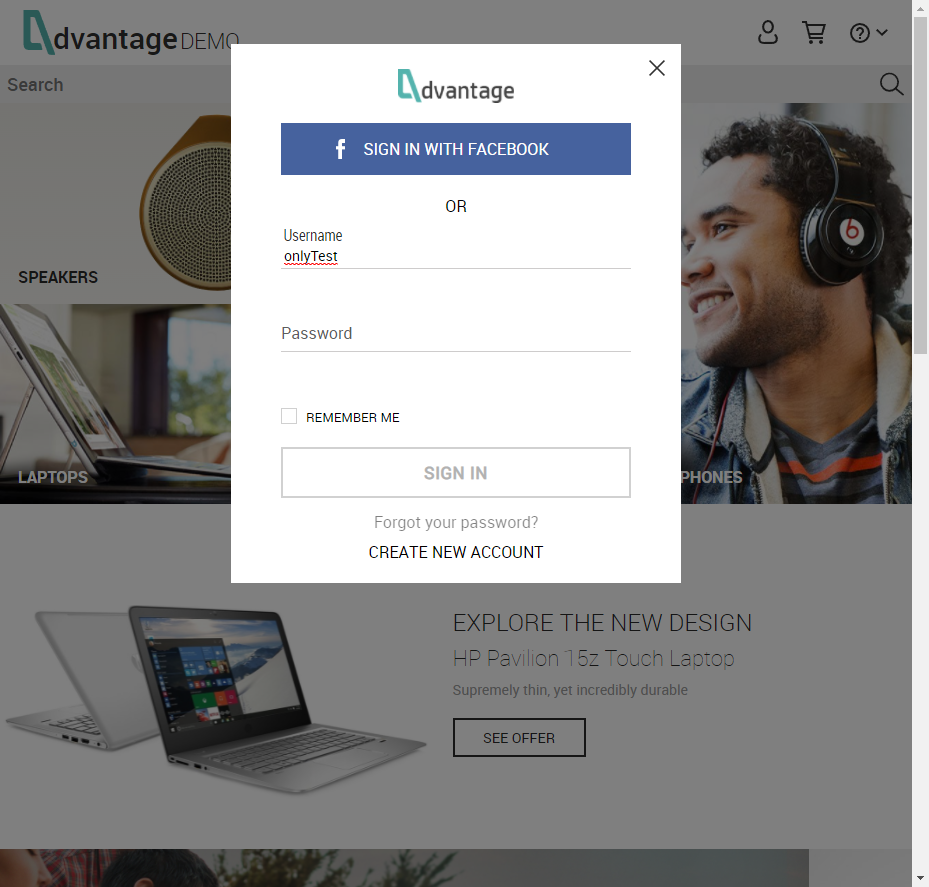 dvantage DEMO
Search
dvantage
SIGN IN WITH FACEBOOK
OR
Username
onlyTest
SPEAKERS
Password
REMEMBER ME
LAPTOPS
PHONES
SIGN IN
Forgot your password?
CREATE NEW ACCOUNT
EXPLORE THE NEW DESIGN
HP Pavilion 15z Touch Laptop
Supremely thin, yet incredibly durable
SEE OFFER